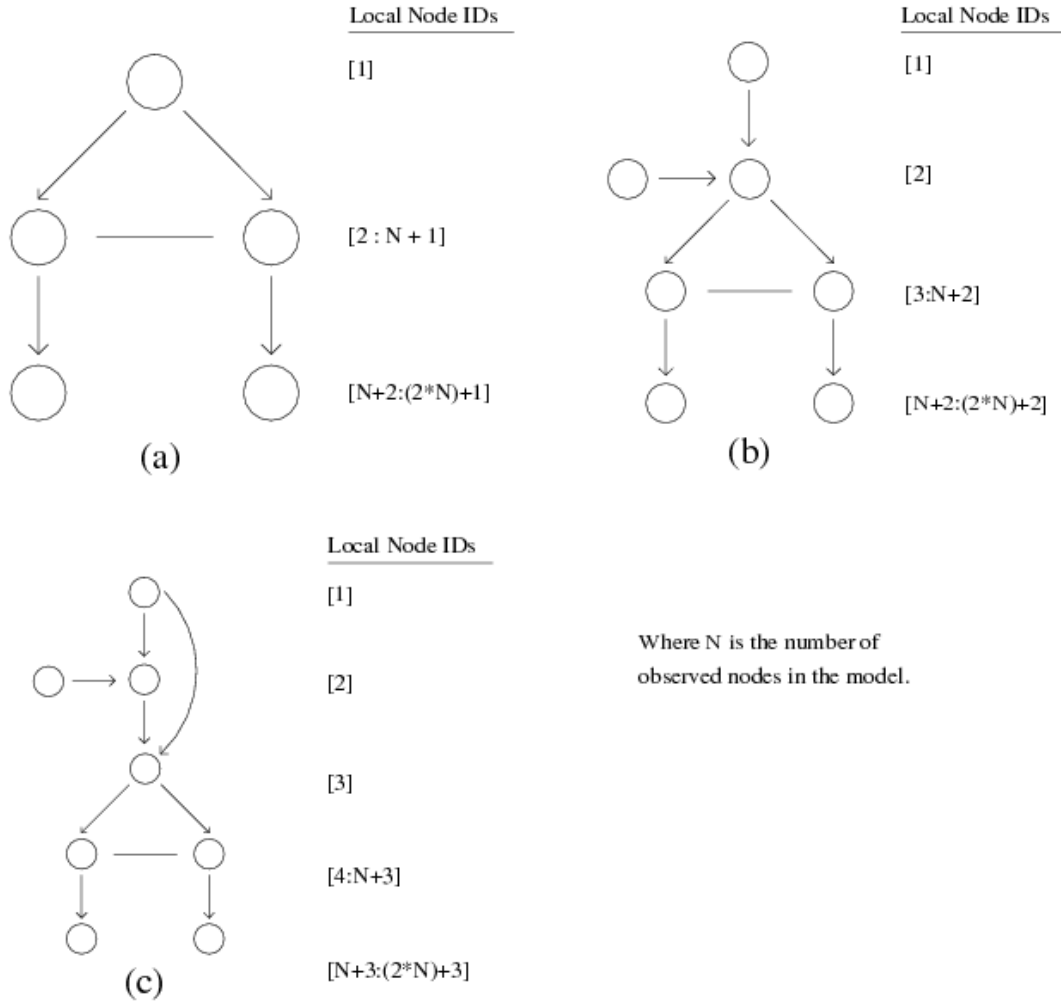 Local Node IDs
[1]
[2 : N + 1]
[N+2:(2*N)+1]
(a)
Local Node IDs
[1]
[2]
[3:N+2]
[N+2:(2*N)+2]
(b)
Local Node IDs
[1]
[2]
[3]
[4:N+3]
[N+3:(2*N)+3]
(c)
Where N is the number of
observed nodes in the model.